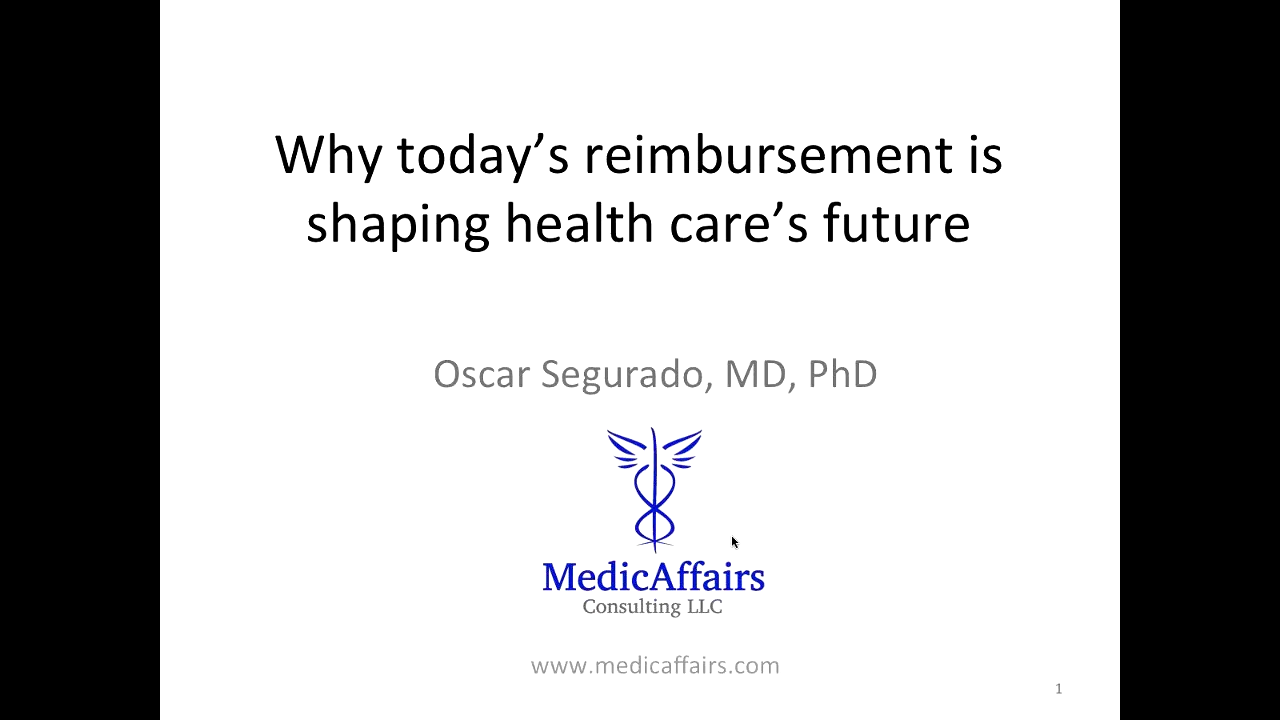 Why today’s reimbursement is
shaping health care’s future
Oscar Segurado, MD, PhD
MedicAffairs
Consulting LLC
www.medicaffairs.com
1